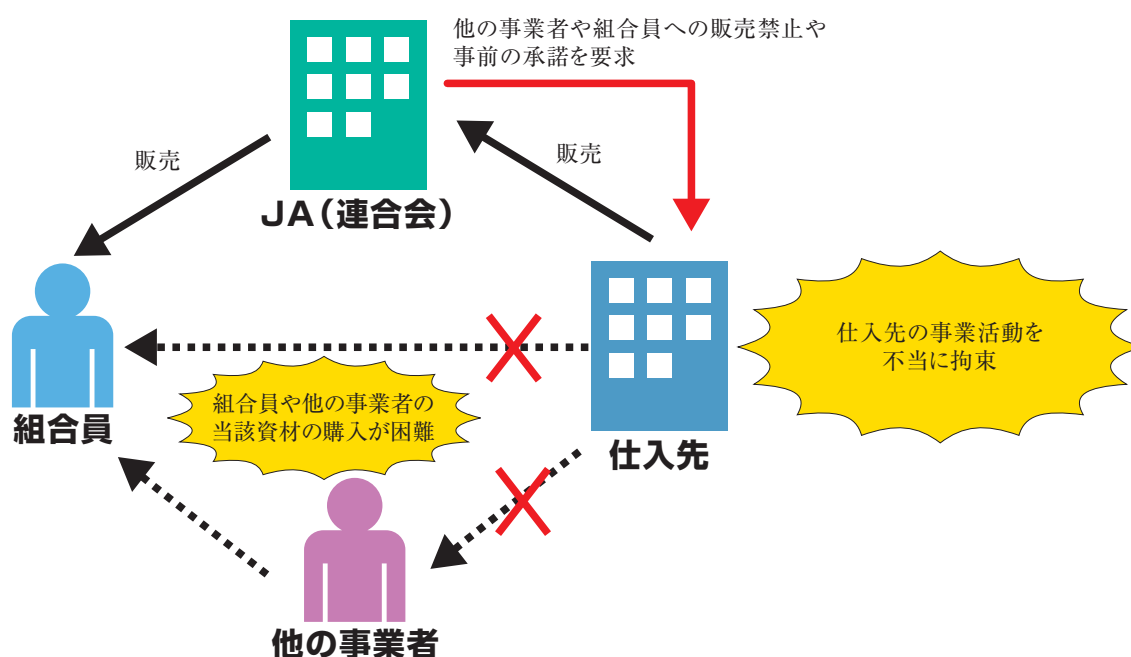 他の事業者や組合員への販売禁止や
事前の承諾を要求
販売
販売
JA（連合会）
仕入先の事業活動を
不当に拘束
組合員や他の事業者の
当該資材の購入が困難
組合員
仕入先
他の事業者